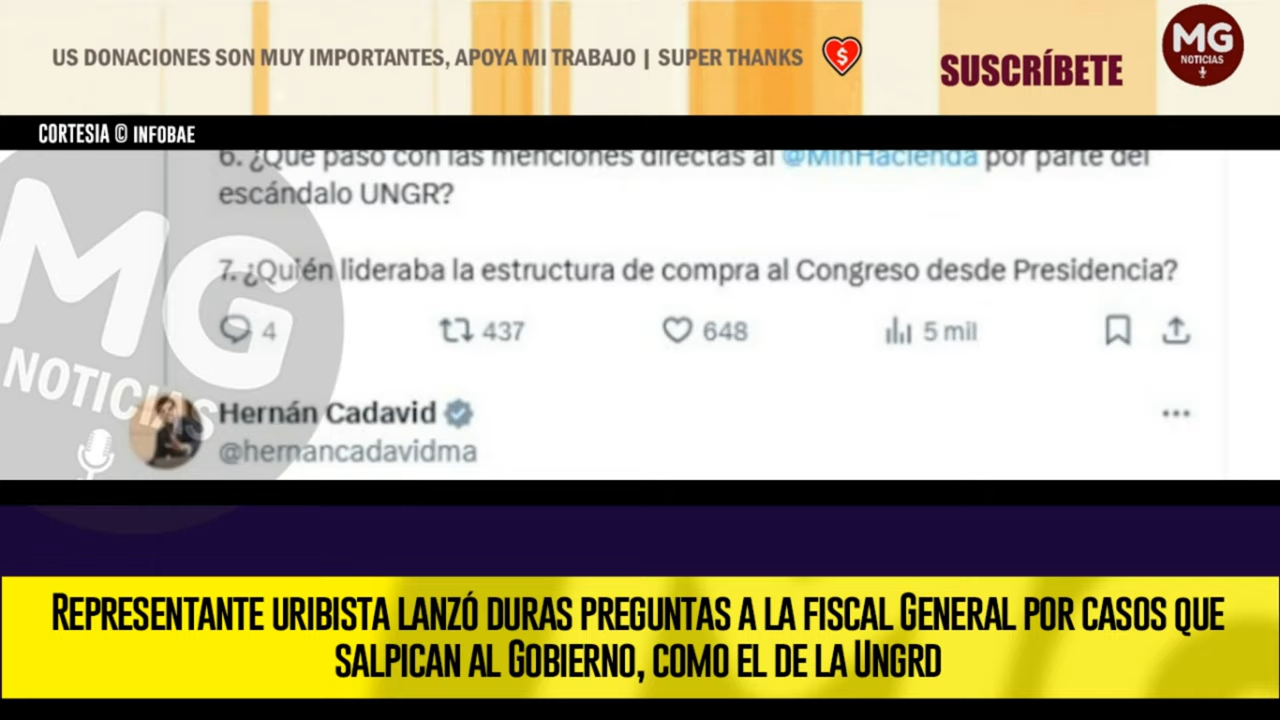 US DONACIONES SON MUY IMPORTANTES, APOYA MI TRABAJO | SUPER THANKS
SUSCRÍBETE
MG
NOTICIAS
CORTESIA © INFOBAE
6. ¿Qué pasó con las menciones directas al @MinHacienda por parte del
escándalo UNGR?
7. ¿Quién lideraba la estructura de compra al Congreso desde Presidencia?
4 437 648 5 mil
MG
NOTICIAS
Hernán Cadavid
@hernancadavidma
REPRESENTANTE URIBISTA LANZÓ DURAS PREGUNTAS A LA FISCAL GENERAL POR CASOS QUE
SALPICAN AL GOBIERNO, COMO EL DE LA UNGRD